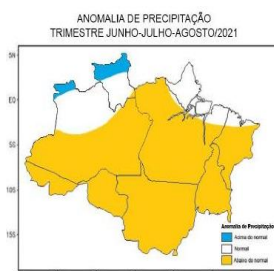 ANOMALIA DE PRECIPITAÇÃO
TRIMESTRE JUNHO-JULHO-AGOSTO/2021
5N
EQ
5S
10S
15S
Anomalia de Precipitação
Acima do normal
Normal
Abaixo do normal